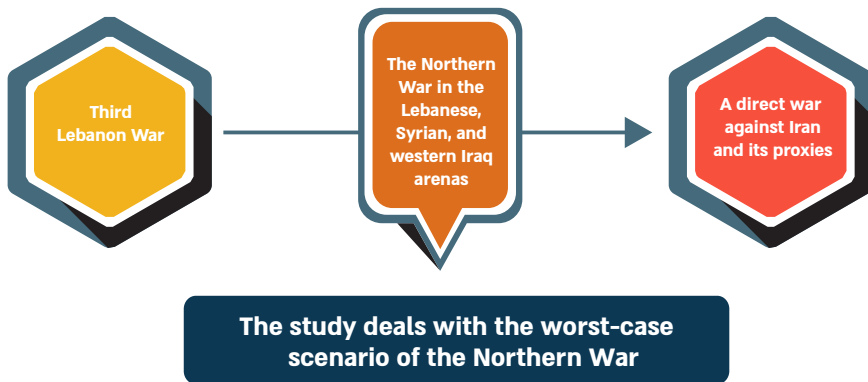 Third
Lebanon War
The Northern
War in the
Lebanese,
Syrian, and
western Iraq
arenas
A direct war
against Iran
and its proxies
The study deals with the worst-case
scenario of the Northern War